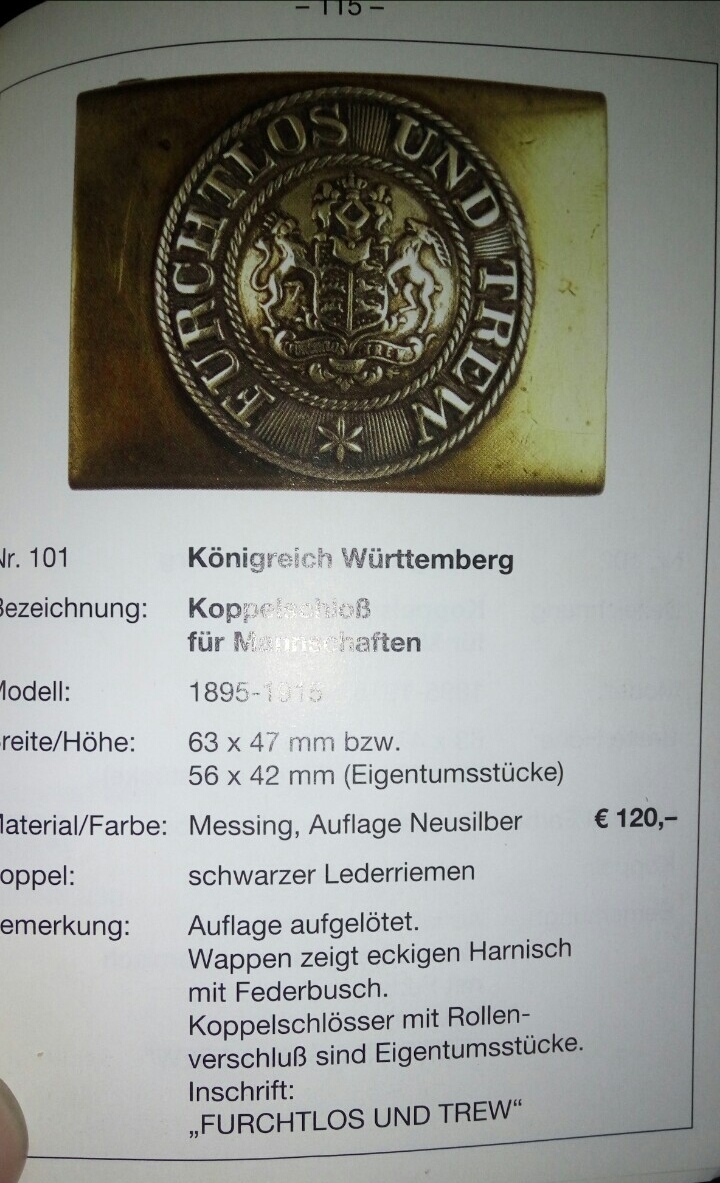 – 115 –
FURCHTLOS UND TREW
Nr. 101 Königreich Württemberg
Bezeichnung: Koppelschloß
für Mannschaften
Modell: 1895-1915
Breite/Höhe: 63 x 47 mm bzw.
56 x 42 mm (Eigentumsstücke)
Material/Farbe: Messing, Auflage Neusilber € 120,–
oppel: schwarzer Lederriemen
emerkung: Auflage aufgelötet.
Wappen zeigt eckigen Harnisch
mit Federbusch.
Koppelschlösser mit Rollen-
verschluß sind Eigentumsstücke.
Inschrift:
„FURCHTLOS UND TREW“